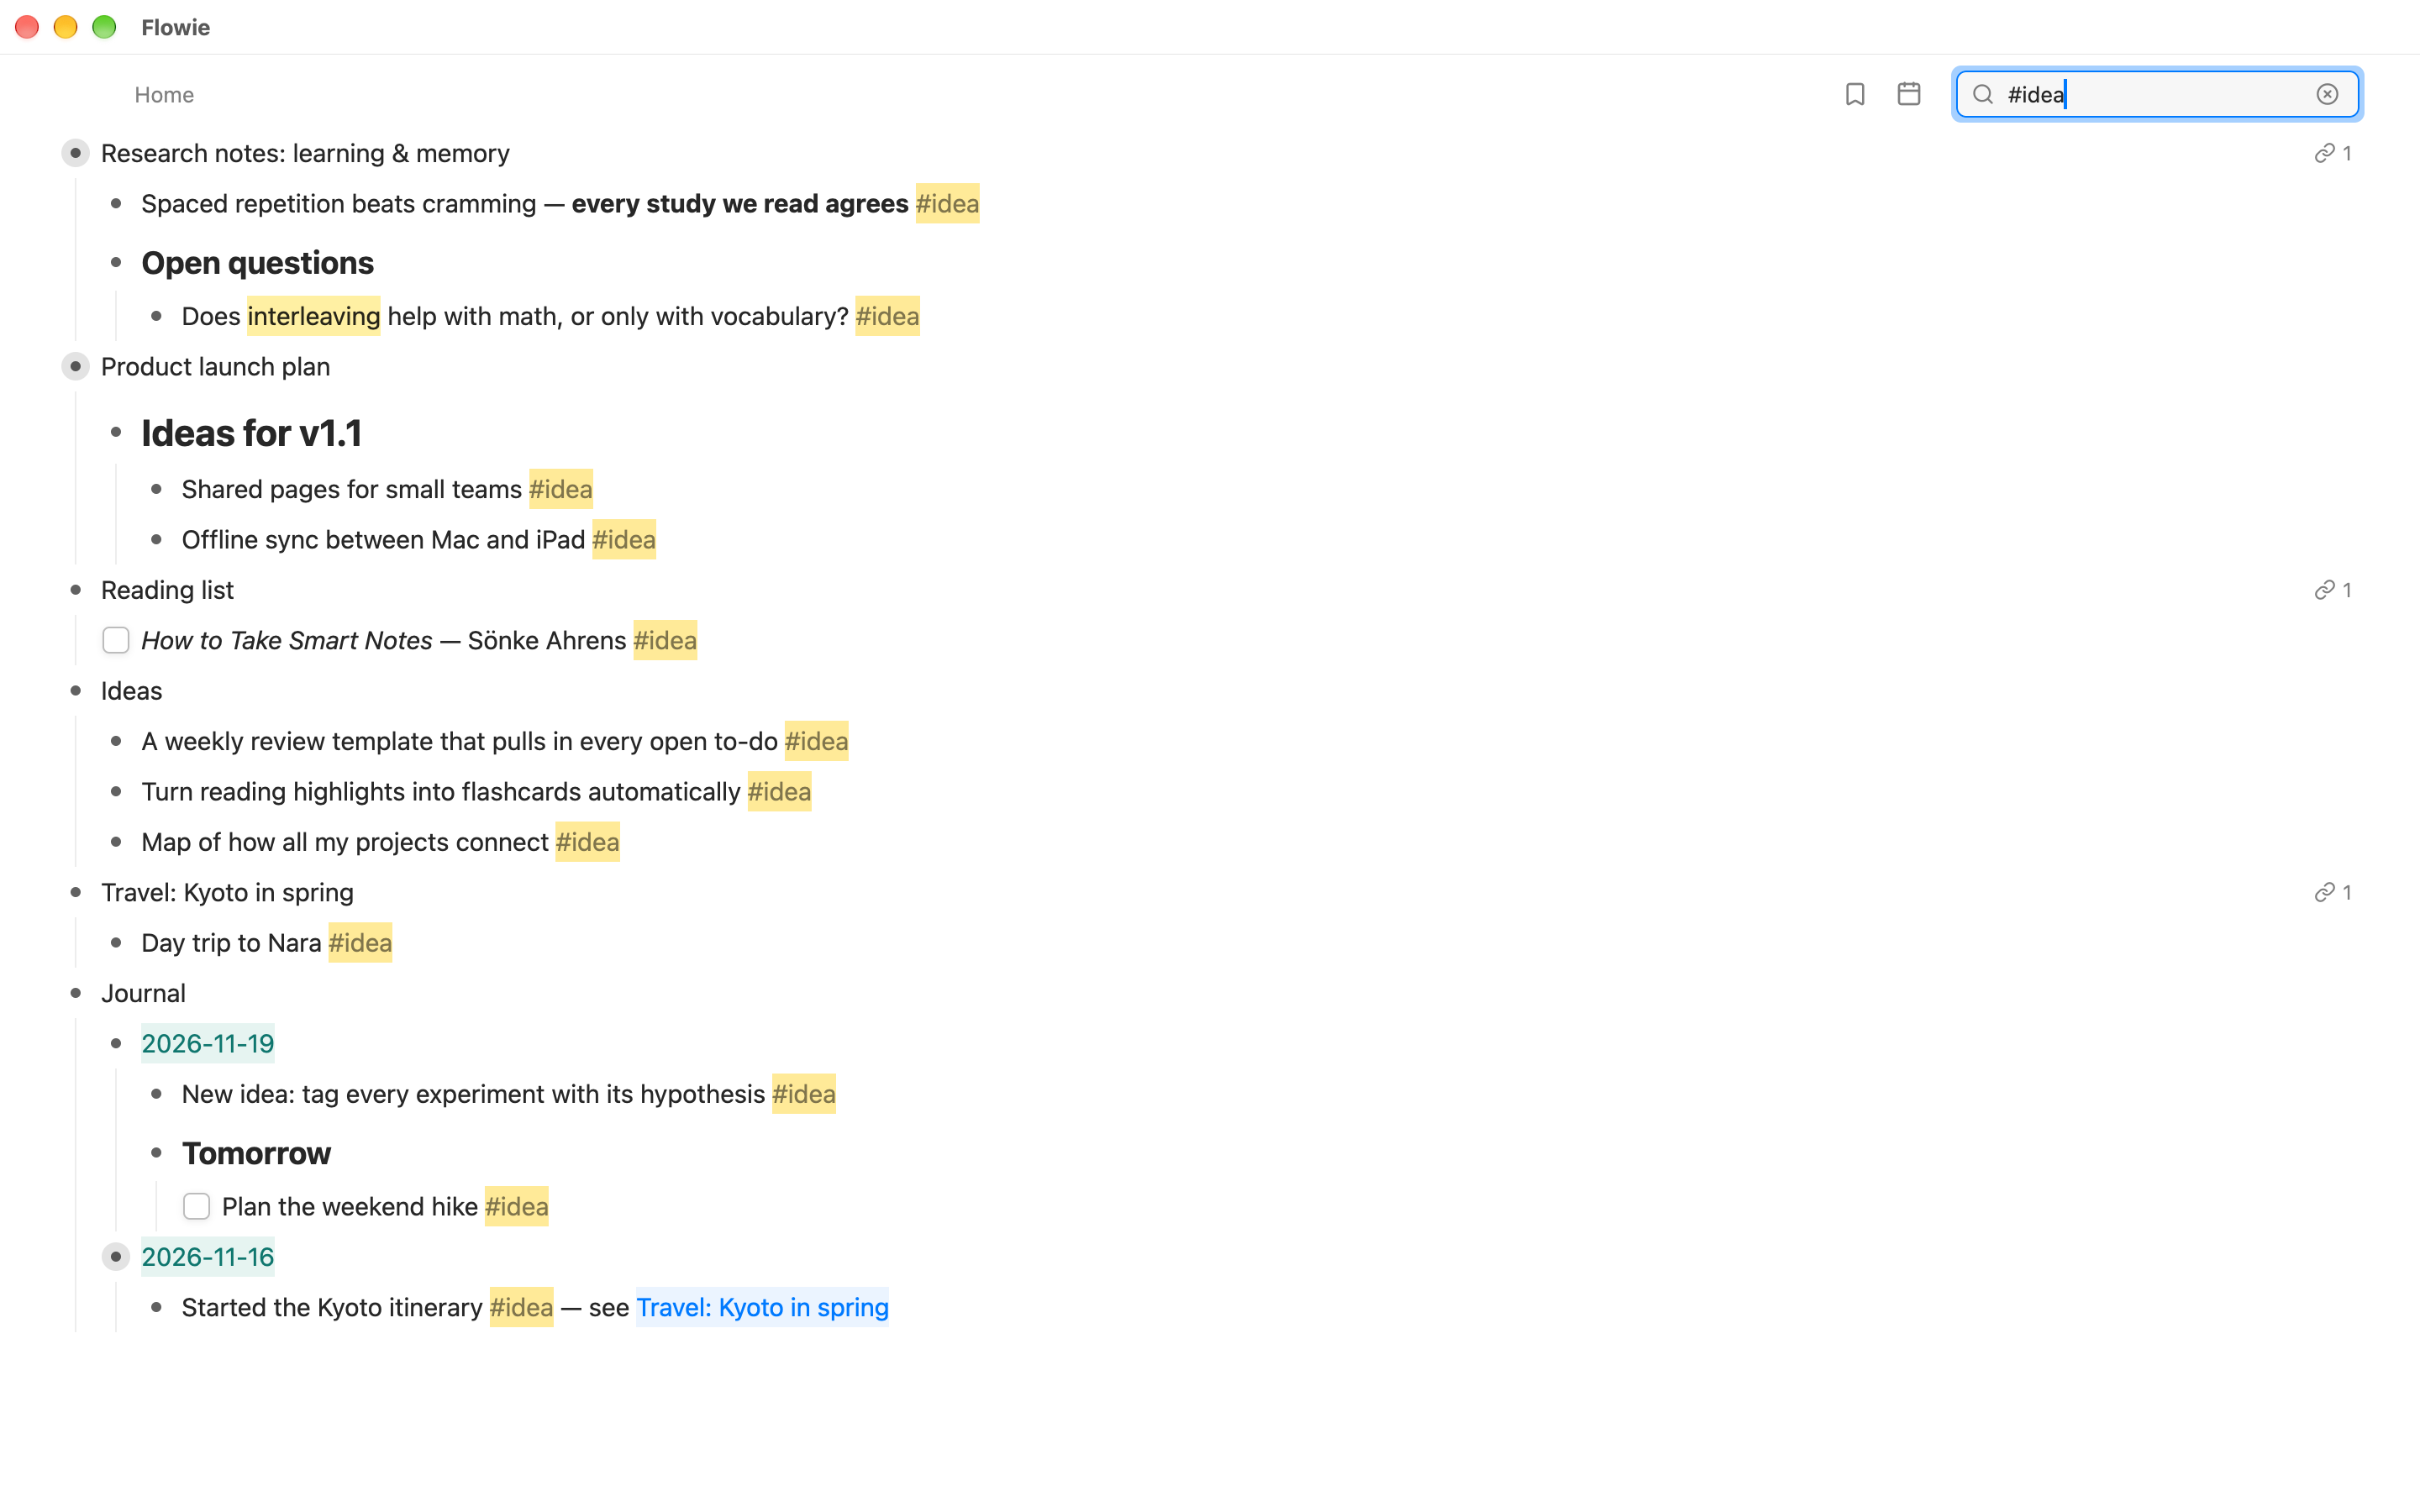 Flowie
Home
#idea
Research notes: learning & memory 1
Spaced repetition beats cramming — every study we read agrees #idea
Open questions
Does interleaving help with math, or only with vocabulary? #idea
Product launch plan
Ideas for v1.1
Shared pages for small teams #idea
Offline sync between Mac and iPad #idea
Reading list 1
How to Take Smart Notes — Sönke Ahrens #idea
Ideas
A weekly review template that pulls in every open to-do #idea
Turn reading highlights into flashcards automatically #idea
Map of how all my projects connect #idea
Travel: Kyoto in spring 1
Day trip to Nara #idea
Journal
2026-11-19
New idea: tag every experiment with its hypothesis #idea
Tomorrow
Plan the weekend hike #idea
2026-11-16
Started the Kyoto itinerary #idea — see Travel: Kyoto in spring